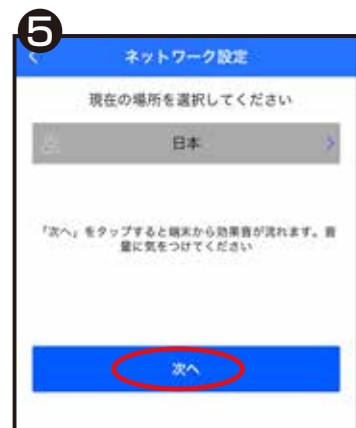 ❺
ネットワーク設定
現在の場所を選択してください
日本
「次へ」をタップすると端末から効果音が流れます。音
量に気をつけてください
次へ